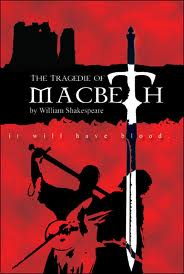 THE TRAGEDIE OF
MACBETH
by William Shakespeare
it will have blood.